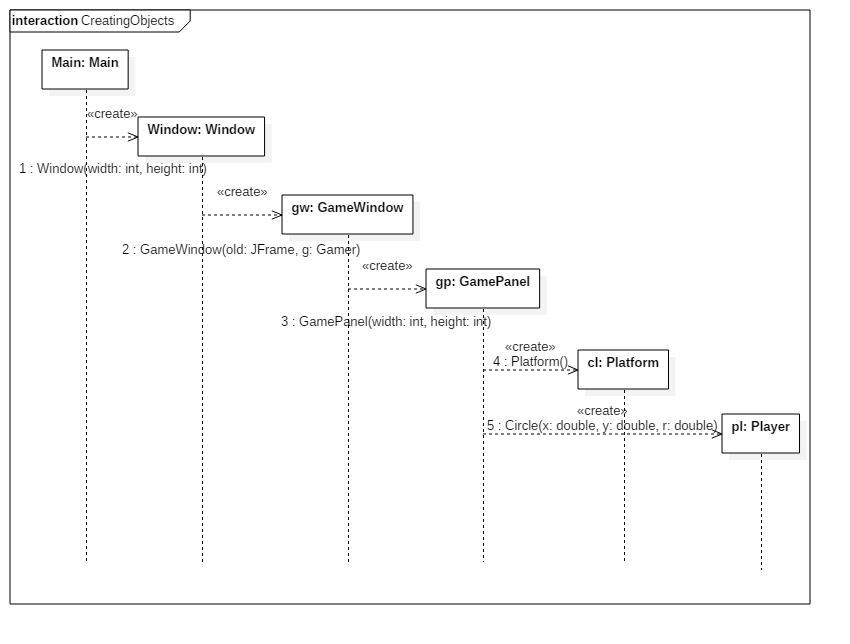 interaction CreatingObjects
Main: Main
«create»
Window: Window
1 : Window(width: int, height: int)
«create»
gw: GameWindow
2 : GameWindow(old: JFrame, g: Gamer)
«create»
gp: GamePanel
3 : GamePanel(width: int, height: int)
«create»
4 : Platform()
cl: Platform
«create»
5 : Circle(x: double, y: double, r: double)
pl: Player